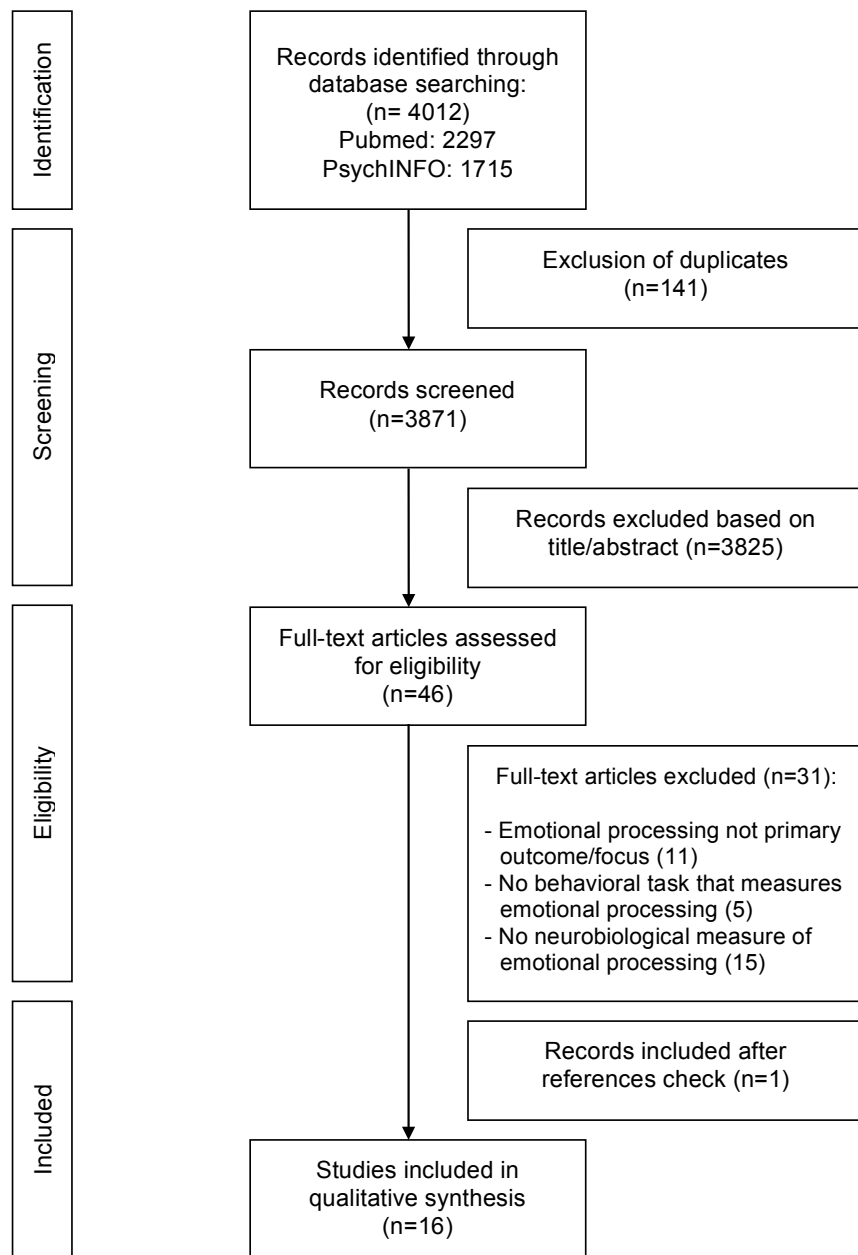 Identification
Records identified through
database searching:
(n= 4012)
Pubmed: 2297
PsychINFO: 1715
Screening
Exclusion of duplicates
(n=141)
Records screened
(n=3871)
Records excluded based on
title/abstract (n=3825)
Eligibility
Full-text articles assessed
for eligibility
(n=46)
Full-text articles excluded (n=31):
- Emotional processing not primary
outcome/focus (11)
- No behavioral task that measures
emotional processing (5)
- No neurobiological measure of
emotional processing (15)
Included
Records included after
references check (n=1)
Studies included in
qualitative synthesis
(n=16)